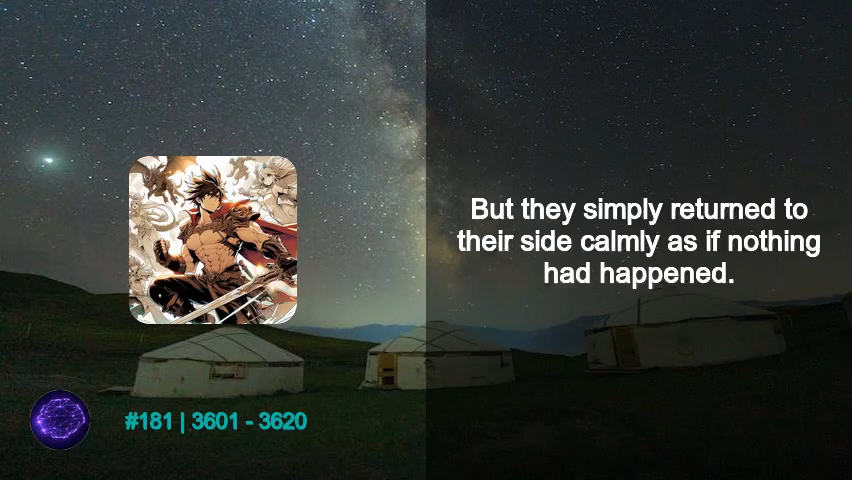 But they simply returned to
their side calmly as if nothing
had happened.
#181 | 3601 - 3620